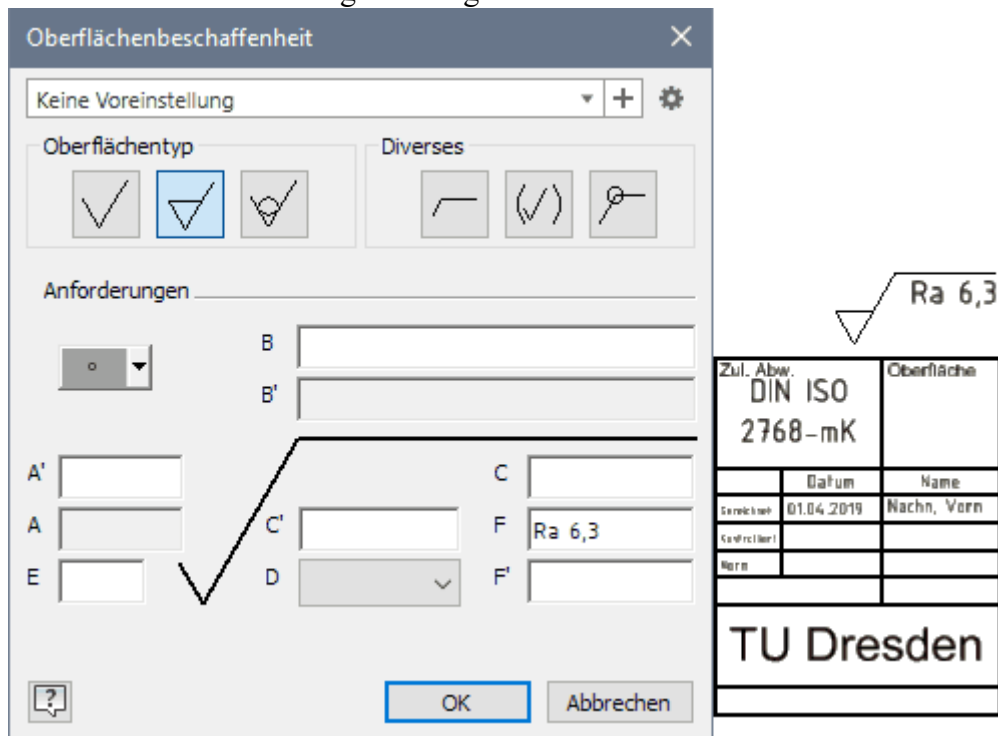 Oberflächenbeschaffenheit
Keine Voreinstellung
Oberflächentyp
Diverses
Anforderungen
B
B'
A'
C
A
C'
F
Ra 6,3
E
D
F'
OK
Abbrechen
Ra 6,3
Zul. Abw.
Oberfläche
DIN ISO
2768-mK
Datum
Name
01.04.2019
Nachn, Vorn
Norm
TU Dresden